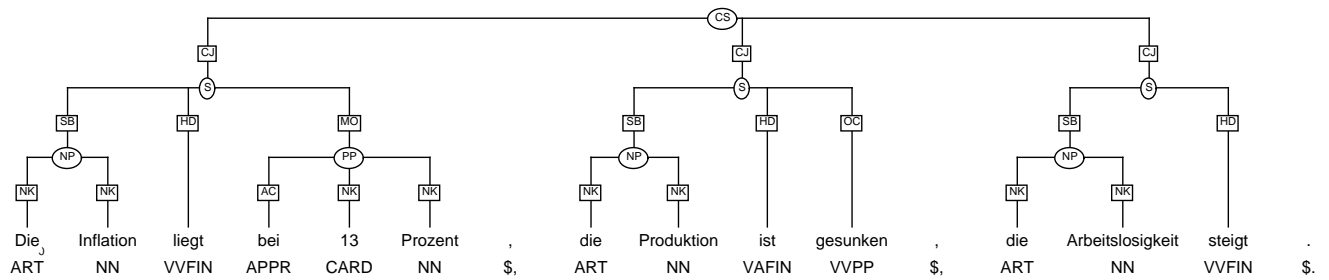 CS
CJ CJ CJ
S S S
SB HD MO SB HD OC SB HD
NP PP NP NP
NK NK AC NK NK NK NK NK NK
Die Inflation liegt bei 13 Prozent , die Produktion ist gesunken , die Arbeitslosigkeit steigt .
ART NN VVFIN APPR CARD NN $, ART NN VAFIN VVPP $, ART NN VVFIN $.